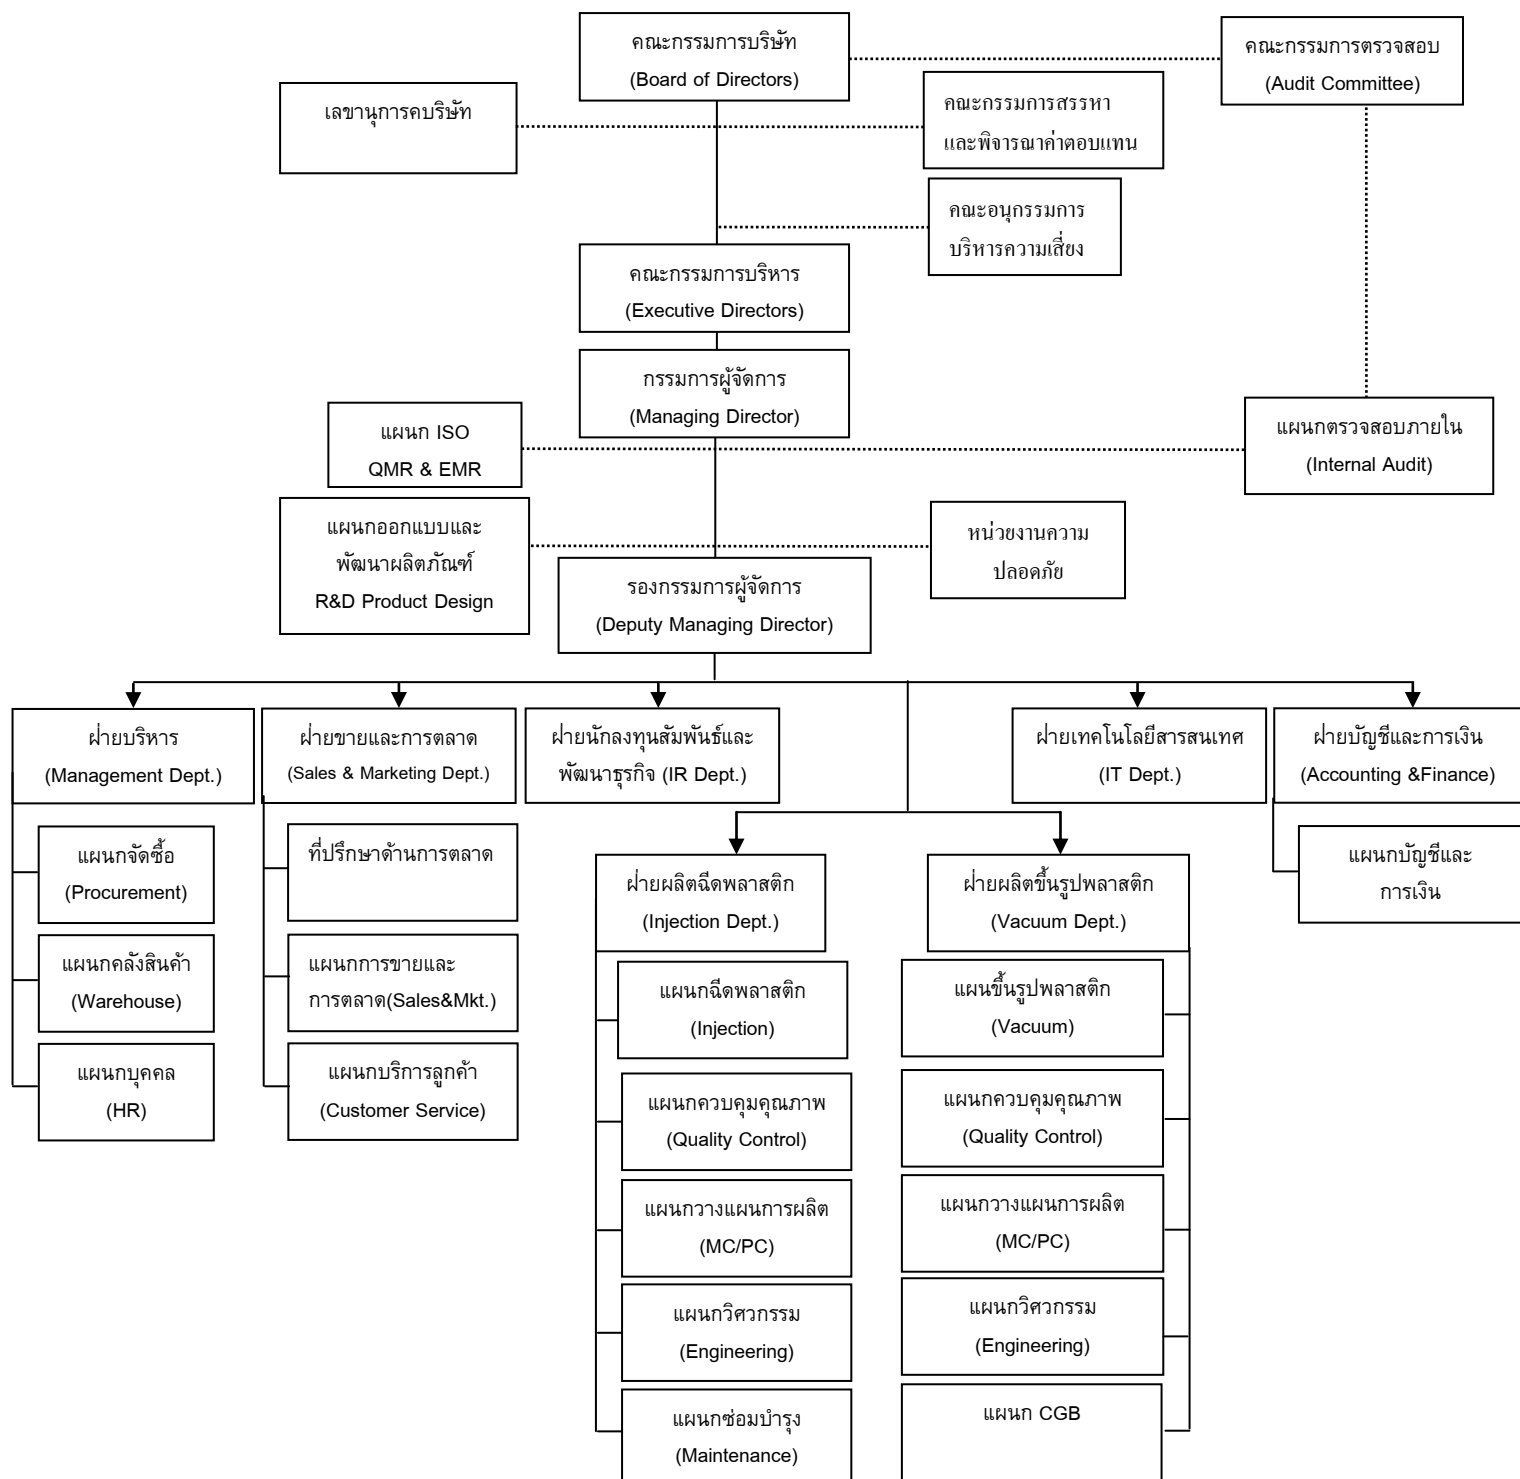 คณะกรรมการบริษัท
(Board of Directors)
คณะกรรมการตรวจสอบ
(Audit Committee)
เลขานุการคบริษัท
คณะกรรมการสรรหา
และพิจารณาค่าตอบแทน
คณะอนุกรรมการ
บริหารความเสี่ยง
คณะกรรมการบริหาร
(Executive Directors)
กรรมการผู้จัดการ
(Managing Director)
แผนก ISO
QMR & EMR
แผนกตรวจสอบภายใน
(Internal Audit)
แผนกออกแบบและ
พัฒนาผลิตภัณฑ์
R&D Product Design
หน่วยงานความ
ปลอดภัย
รองกรรมการผู้จัดการ
(Deputy Managing Director)
ฝ่ายบริหาร
(Management Dept.)
ฝ่ายขายและการตลาด
(Sales & Marketing Dept.)
ฝ่ายนักลงทุนสัมพันธ์และ
พัฒนาธุรกิจ (IR Dept.)
ฝ่ายเทคโนโลยีสารสนเทศ
(IT Dept.)
ฝ่ายบัญชีและการเงิน
(Accounting &Finance)
แผนกจัดซื้อ
(Procurement)
แผนกคลังสินค้า
(Warehouse)
แผนกบุคคล
(HR)
ที่ปรึกษาด้านการตลาด
แผนกการขายและ
การตลาด(Sales&Mkt.)
แผนกบริการลูกค้า
(Customer Service)
ฝ่ายผลิตฉีดพลาสติก
(Injection Dept.)
แผนกฉีดพลาสติก
(Injection)
แผนกควบคุมคุณภาพ
(Quality Control)
แผนกวางแผนการผลิต
(MC/PC)
แผนกวิศวกรรม
(Engineering)
แผนกซ่อมบำรุง
(Maintenance)
ฝ่ายผลิตขึ้นรูปพลาสติก
(Vacuum Dept.)
แผนขึ้นรูปพลาสติก
(Vacuum)
แผนกควบคุมคุณภาพ
(Quality Control)
แผนกวางแผนการผลิต
(MC/PC)
แผนกวิศวกรรม
(Engineering)
แผนก CGB
แผนกบัญชีและ
การเงิน